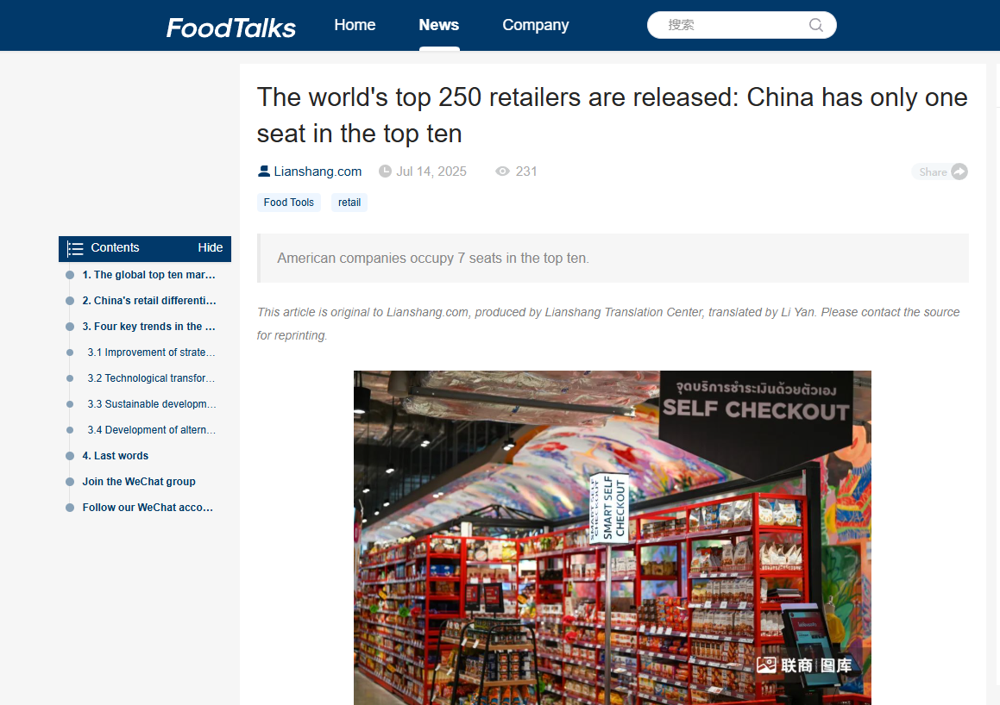 FoodTalks
Home
News
Company
搜索
The world's top 250 retailers are released: China has only one
seat in the top ten
Lianshang.com
Jul 14, 2025
231
Share
Food Tools
retail
Contents
Hide
1. The global top ten mar...
2. China's retail differenti...
3. Four key trends in the ...
3.1 Improvement of strate...
3.2 Technological transfor...
3.3 Sustainable developm...
3.4 Development of altern...
4. Last words
Join the WeChat group
Follow our WeChat acco...
American companies occupy 7 seats in the top ten.
This article is original to Lianshang.com, produced by Lianshang Translation Center, translated by Li Yan. Please contact the source
for reprinting.
จุดบริการชำระเงินด้วยตัวเอง
SELF CHECKOUT
SMART SELF
CHECKOUT
SMART SELF
CHECKOUT
联商图库